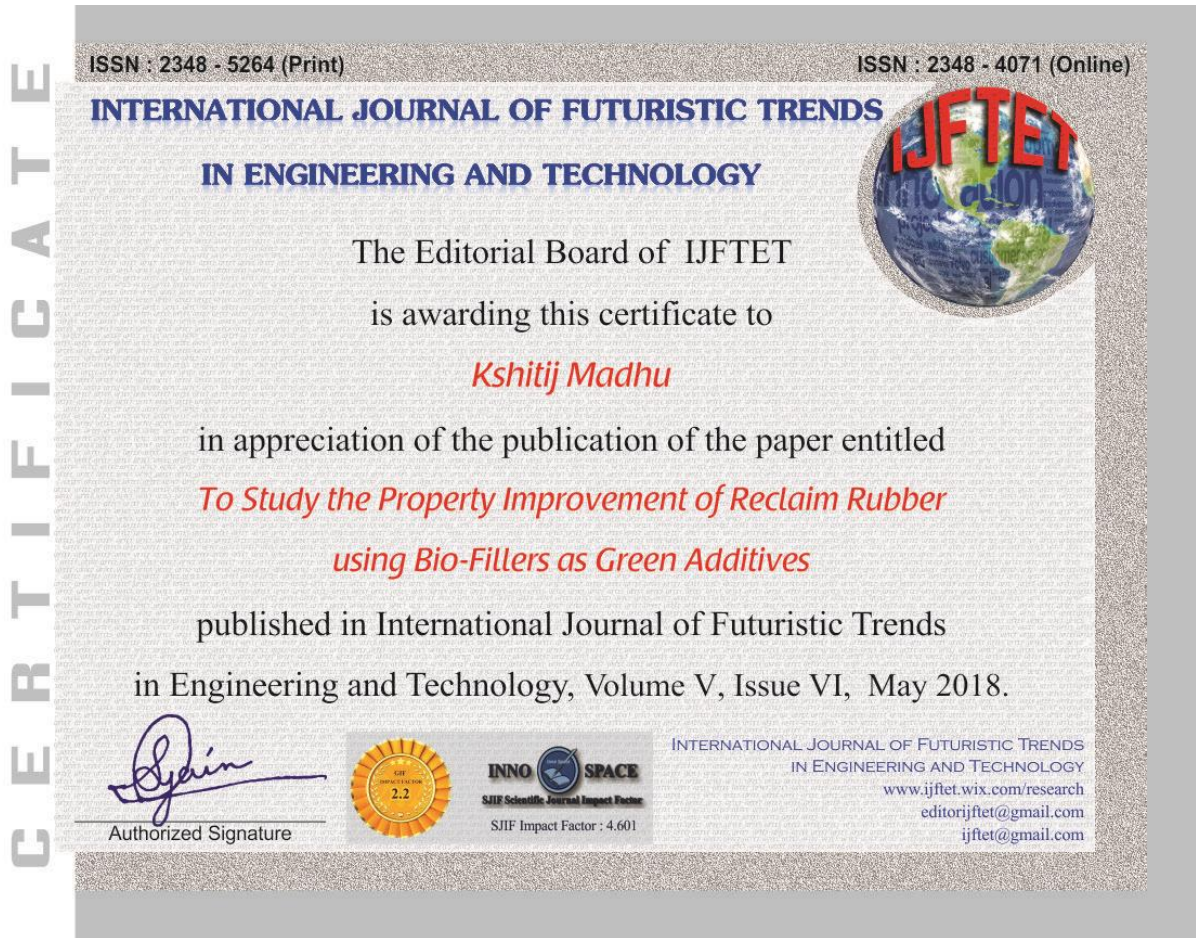 CERTIFICATE
ISSN : 2348 - 5264 (Print)
ISSN : 2348 - 4071 (Online)
INTERNATIONAL JOURNAL OF FUTURISTIC TRENDS
IN ENGINEERING AND TECHNOLOGY
IJFTET
The Editorial Board of IJFTET
is awarding this certificate to
Kshitij Madhu
in appreciation of the publication of the paper entitled
To Study the Property Improvement of Reclaim Rubber
using Bio-Fillers as Green Additives
published in International Journal of Futuristic Trends
in Engineering and Technology, Volume V, Issue VI, May 2018.
Authorized Signature
GIF
IMPACT FACTOR
2.2
INNO SPACE
SJIF Scientific Journal Impact Factor
SJIF Impact Factor : 4.601
INTERNATIONAL JOURNAL OF FUTURISTIC TRENDS
IN ENGINEERING AND TECHNOLOGY
www.ijftet.wix.com/research
editorijftet@gmail.com
ijftet@gmail.com